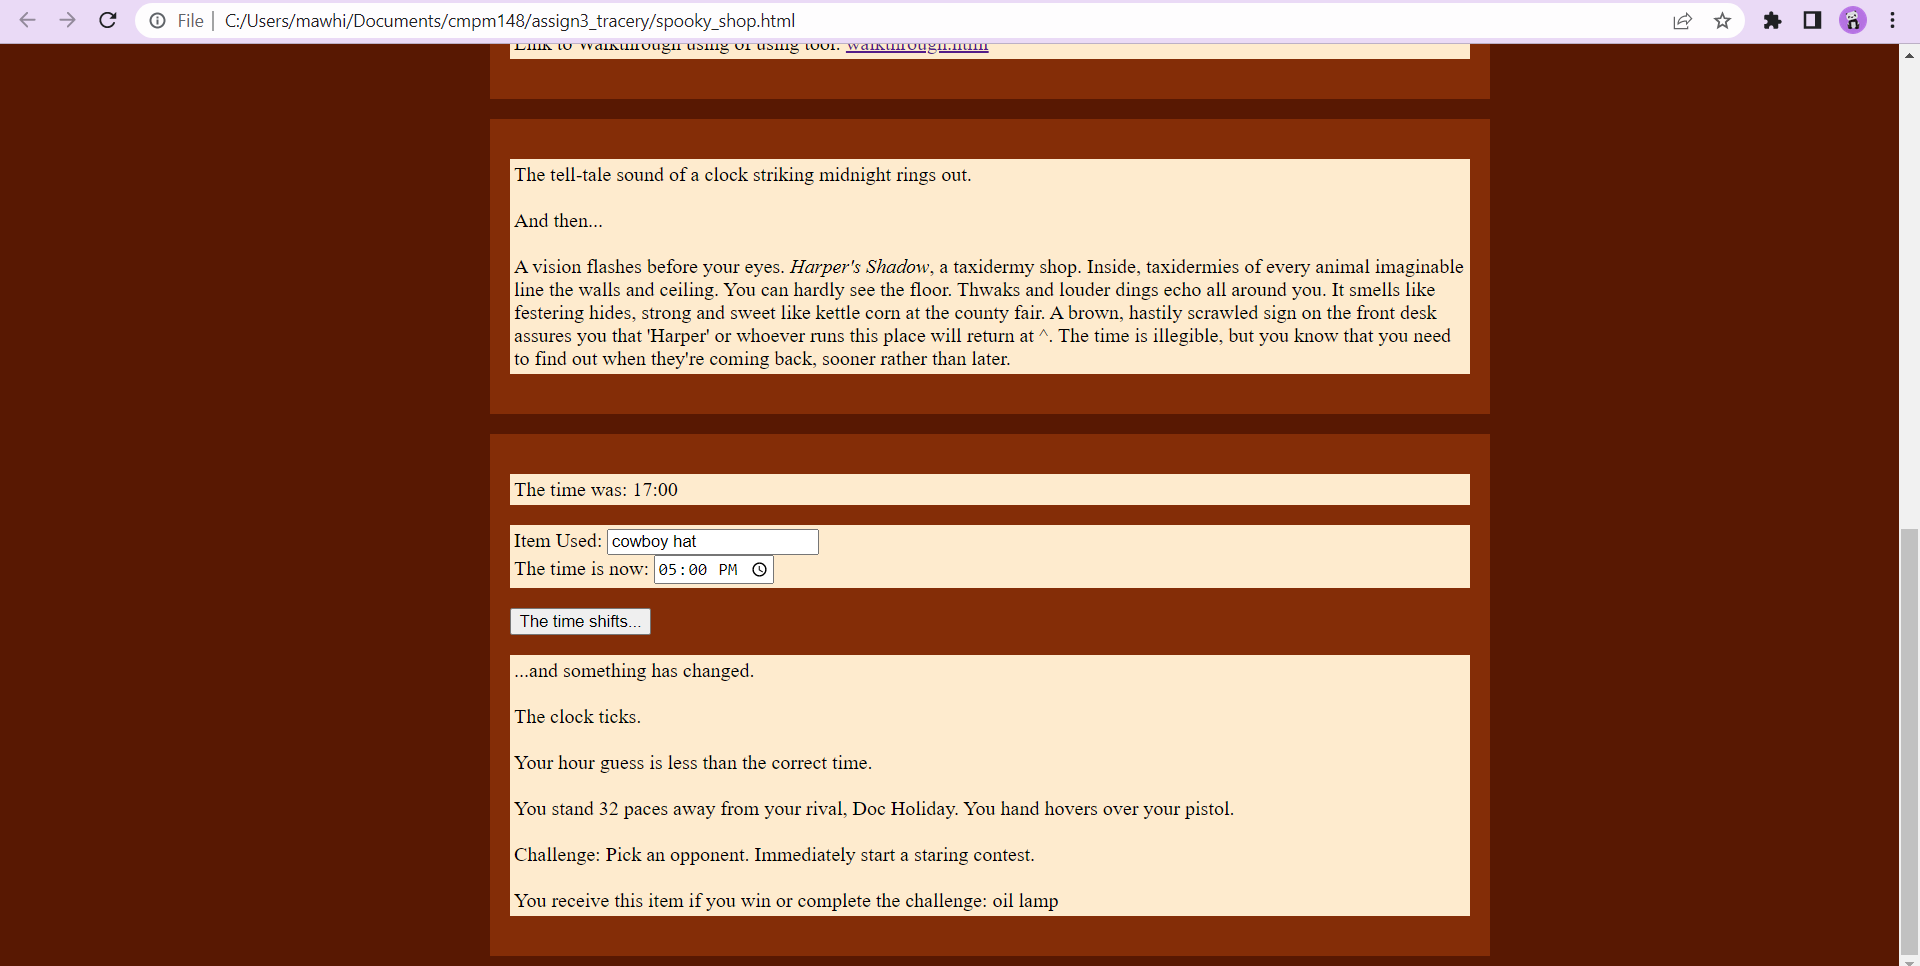 File
C:/Users/mawhi/Documents/cmpm148/assign3_tracery/spooky_shop.html
Link to Walkthrough using of using tool: walkthrough.html
The tell-tale sound of a clock striking midnight rings out.
And then...
A vision flashes before your eyes. Harper's Shadow, a taxidermy shop. Inside, taxidermies of every animal imaginable
line the walls and ceiling. You can hardly see the floor. Thwaks and louder dings echo all around you. It smells like
festering hides, strong and sweet like kettle corn at the county fair. A brown, hastily scrawled sign on the front desk
assures you that 'Harper' or whoever runs this place will return at ^. The time is illegible, but you know that you need
to find out when they're coming back, sooner rather than later.
The time was: 17:00
Item Used: cowboy hat
The time is now: 05:00 PM
The time shifts...
...and something has changed.
The clock ticks.
Your hour guess is less than the correct time.
You stand 32 paces away from your rival, Doc Holiday. You hand hovers over your pistol.
Challenge: Pick an opponent. Immediately start a staring contest.
You receive this item if you win or complete the challenge: oil lamp